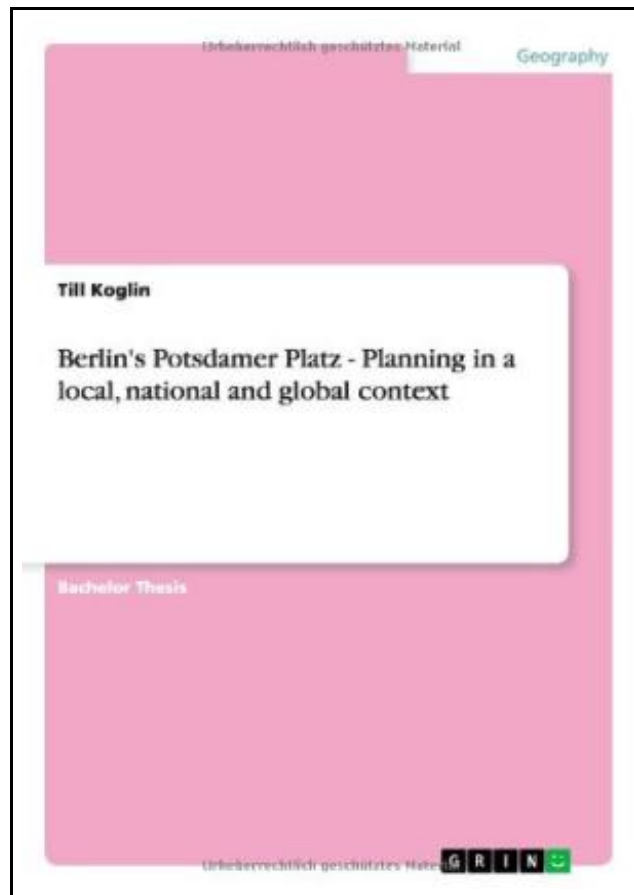 Urheberrechtlich geschütztes Material
Geography
Till Koglin
Berlin's Potsdamer Platz - Planning in a
local, national and global context
Bachelor Thesis
Urheberrechtlich geschütztes Material
GRIN